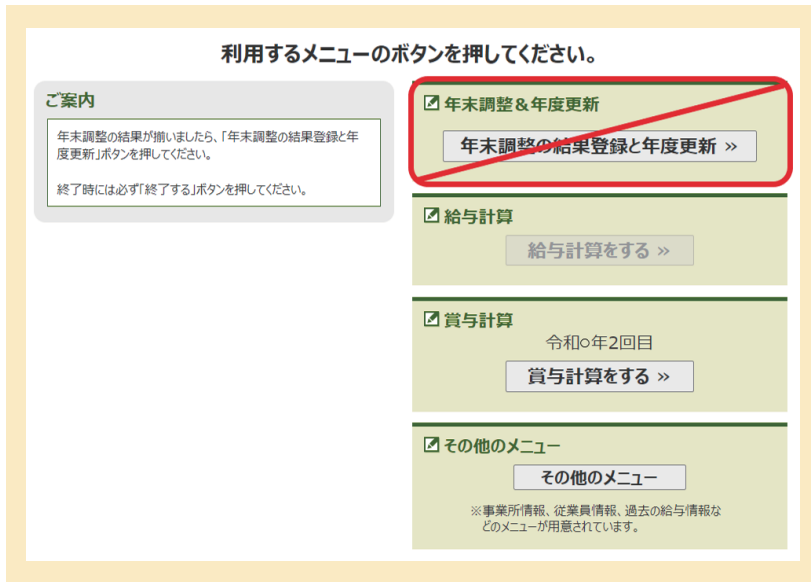 利用するメニューのボタンを押してください。
ご案内
年末調整の結果が揃いましたら、「年末調整の結果登録と年
度更新」ボタンを押してください。
終了時には必ず「終了する」ボタンを押してください。
年末調整&年度更新
年末調整の結果登録と年度更新 »
給与計算
給与計算をする »
賞与計算
令和○年2回目
賞与計算をする »
その他のメニュー
その他のメニュー
※事業所情報、従業員情報、過去の給与情報な
どのメニューが用意されています。